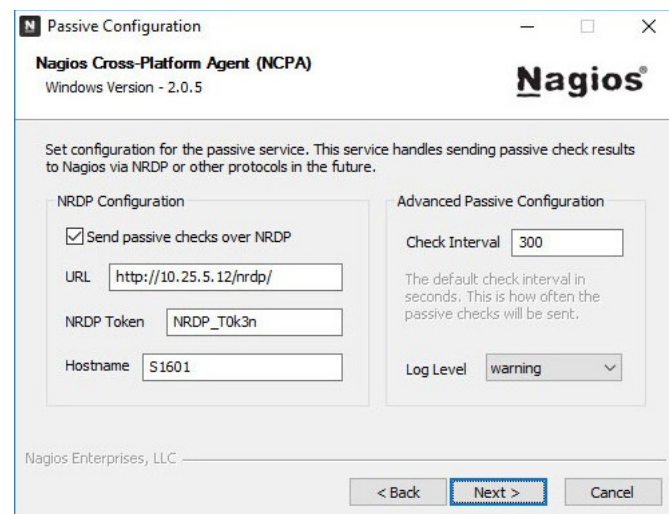 N Passive Configuration
Nagios Cross-Platform Agent (NCPA)
Windows Version - 2.0.5
Nagios®
Set configuration for the passive service. This service handles sending passive check results
to Nagios via NRDP or other protocols in the future.
NRDP Configuration
Send passive checks over NRDP
URL http://10.25.5.12/nrdp/
NRDP Token NRDP_T0k3n
Hostname S1601
Advanced Passive Configuration
Check Interval 300
The default check interval in
seconds. This is how often the
passive checks will be sent.
Log Level warning
Nagios Enterprises, LLC
< Back Next > Cancel